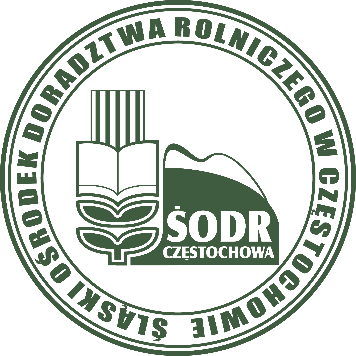 ŚLĄSKI OŚRODEK DORADZTWA ROLNICZEGO W CZĘSTOCHOWIE
ŚODR
CZĘSTOCHOWA